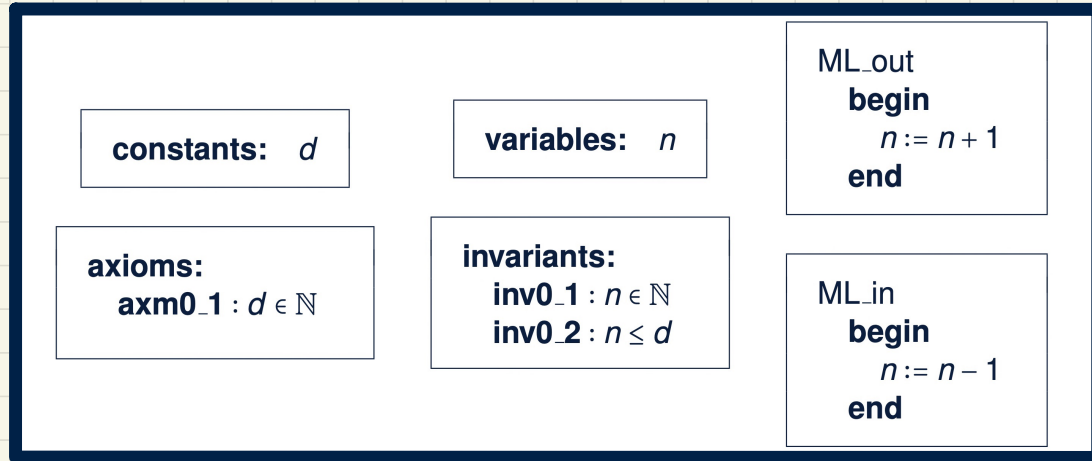 constants: d
axioms:
axm0_1 : d ∈ ℕ
variables: n
invariants:
inv0_1 : n ∈ ℕ
inv0_2 : n ≤ d
ML_out
begin
n := n + 1
end
ML_in
begin
n := n – 1
end